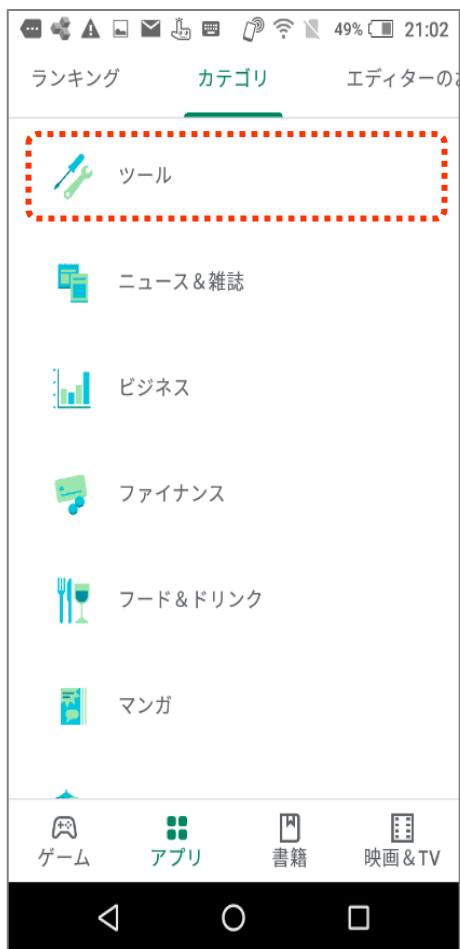 49% 21:02
ランキング カテゴリ エディターのお
ツール
ニュース＆雑誌
ビジネス
ファイナンス
フード＆ドリンク
マンガ
ゲーム アプリ 書籍 映画＆TV